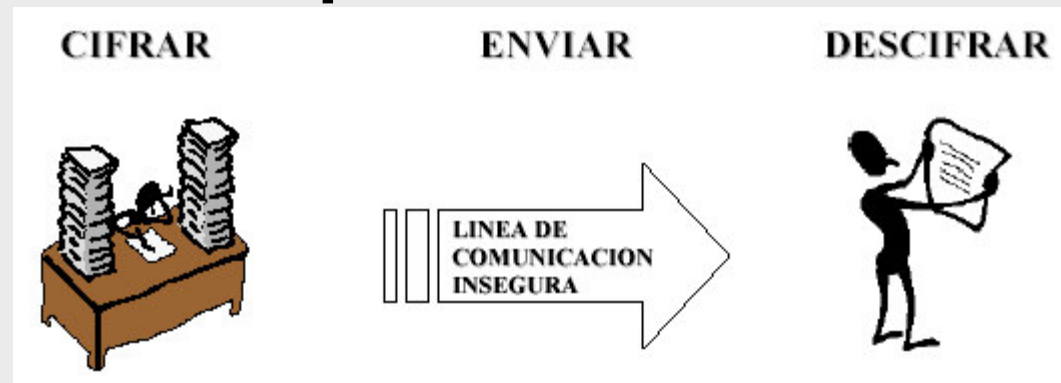 CIFRAR
ENVIAR
DESCIFRAR
LINEA DE
COMUNICACION
INSEGURA